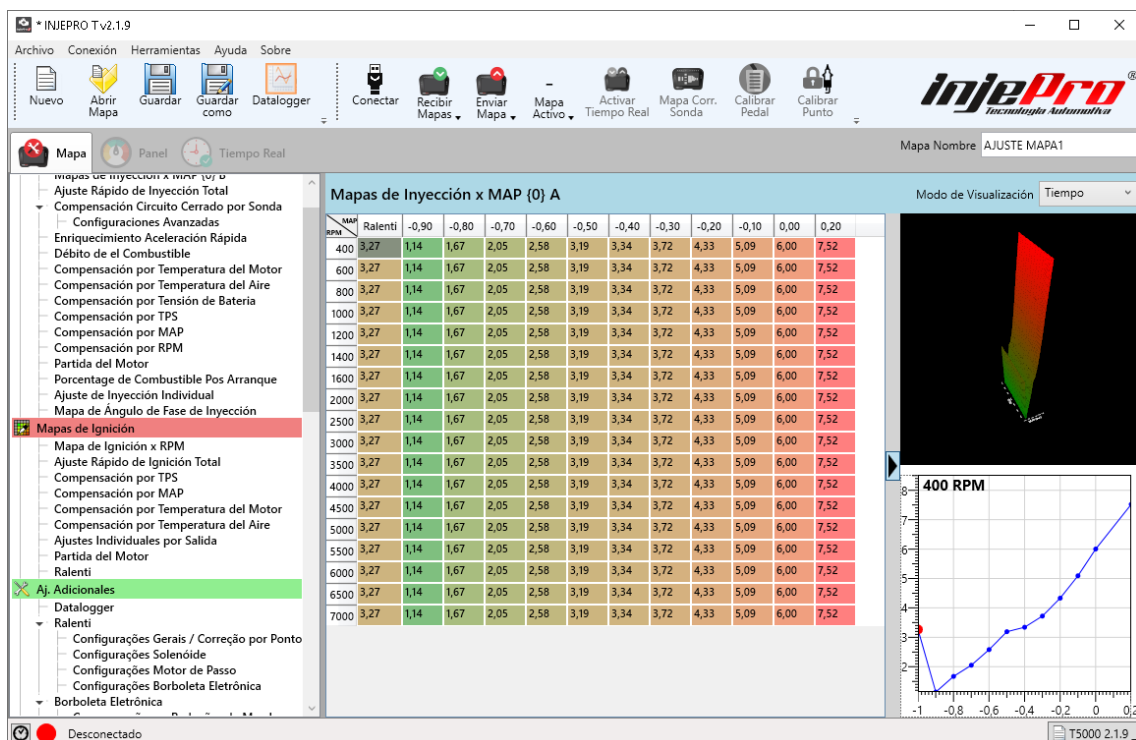 * INJEPRO T v2.1.9
Archivo Conexión Herramientas Ayuda Sobre
Nuevo Abrir Mapa Guardar Guardar como Datalogger Conectar Recibir Mapas Enviar Mapa - Mapa Activo Activar Tiempo Real Mapa Corr. Sonda Calibrar Pedal Calibrar Punto
InjePro®
Tecnologia Automotiva
Mapa Panel Tiempo Real
Mapa Nombre AJUSTE MAPA1
Mapas de Inyección x MAP {0} B
Ajuste Rápido de Inyección Total
Compensación Circuito Cerrado por Sonda
Configuraciones Avanzadas
Enriquecimiento Aceleración Rápida
Débito de el Combustible
Compensación por Temperatura del Motor
Compensación por Temperatura del Aire
Compensación por Tensión de Bateria
Compensación por TPS
Compensación por MAP
Compensación por RPM
Partida del Motor
Porcentage de Combustible Pos Arranque
Ajuste de Inyección Individual
Mapa de Ángulo de Fase de Inyección
Mapas de Ignición
Mapa de Ignición x RPM
Ajuste Rápido de Ignición Total
Compensación por TPS
Compensación por MAP
Compensación por Temperatura del Motor
Compensación por Temperatura del Aire
Ajustes Individuales por Salida
Partida del Motor
Ralenti
Aj. Adicionales
Datalogger
Ralenti
Configurações Gerais / Correção por Ponto
Configurações Solenóide
Configurações Motor de Passo
Configurações Borboleta Eletrônica
Borboleta Eletrônica
Mapas de Inyección x MAP {0} A
Modo de Visualización Tiempo
MAP RPM Ralenti -0,90 -0,80 -0,70 -0,60 -0,50 -0,40 -0,30 -0,20 -0,10 0,00 0,20
400 3,27 1,14 1,67 2,05 2,58 3,19 3,34 3,72 4,33 5,09 6,00 7,52
600 3,27 1,14 1,67 2,05 2,58 3,19 3,34 3,72 4,33 5,09 6,00 7,52
800 3,27 1,14 1,67 2,05 2,58 3,19 3,34 3,72 4,33 5,09 6,00 7,52
1000 3,27 1,14 1,67 2,05 2,58 3,19 3,34 3,72 4,33 5,09 6,00 7,52
1200 3,27 1,14 1,67 2,05 2,58 3,19 3,34 3,72 4,33 5,09 6,00 7,52
1400 3,27 1,14 1,67 2,05 2,58 3,19 3,34 3,72 4,33 5,09 6,00 7,52
1600 3,27 1,14 1,67 2,05 2,58 3,19 3,34 3,72 4,33 5,09 6,00 7,52
2000 3,27 1,14 1,67 2,05 2,58 3,19 3,34 3,72 4,33 5,09 6,00 7,52
2500 3,27 1,14 1,67 2,05 2,58 3,19 3,34 3,72 4,33 5,09 6,00 7,52
3000 3,27 1,14 1,67 2,05 2,58 3,19 3,34 3,72 4,33 5,09 6,00 7,52
3500 3,27 1,14 1,67 2,05 2,58 3,19 3,34 3,72 4,33 5,09 6,00 7,52
4000 3,27 1,14 1,67 2,05 2,58 3,19 3,34 3,72 4,33 5,09 6,00 7,52
4500 3,27 1,14 1,67 2,05 2,58 3,19 3,34 3,72 4,33 5,09 6,00 7,52
5000 3,27 1,14 1,67 2,05 2,58 3,19 3,34 3,72 4,33 5,09 6,00 7,52
5500 3,27 1,14 1,67 2,05 2,58 3,19 3,34 3,72 4,33 5,09 6,00 7,52
6000 3,27 1,14 1,67 2,05 2,58 3,19 3,34 3,72 4,33 5,09 6,00 7,52
6500 3,27 1,14 1,67 2,05 2,58 3,19 3,34 3,72 4,33 5,09 6,00 7,52
7000 3,27 1,14 1,67 2,05 2,58 3,19 3,34 3,72 4,33 5,09 6,00 7,52
400 RPM
8
7
6
5
4
3
2
-1 -0,8 -0,6 -0,4 -0,2 0 0,2
Desconectado
T5000 2.1.9